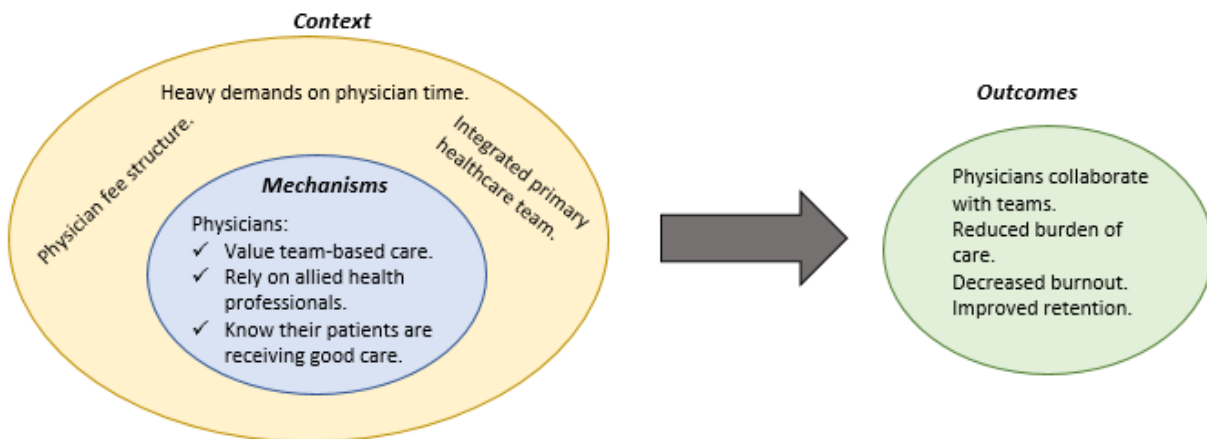 Context
Heavy demands on physician time.
Physician fee structure.
Integrated primary
healthcare team.
Mechanisms
Physicians:
✓ Value team-based care.
✓ Rely on allied health
professionals.
✓ Know their patients are
receiving good care.
Outcomes
Physicians collaborate
with teams.
Reduced burden of
care.
Decreased burnout.
Improved retention.